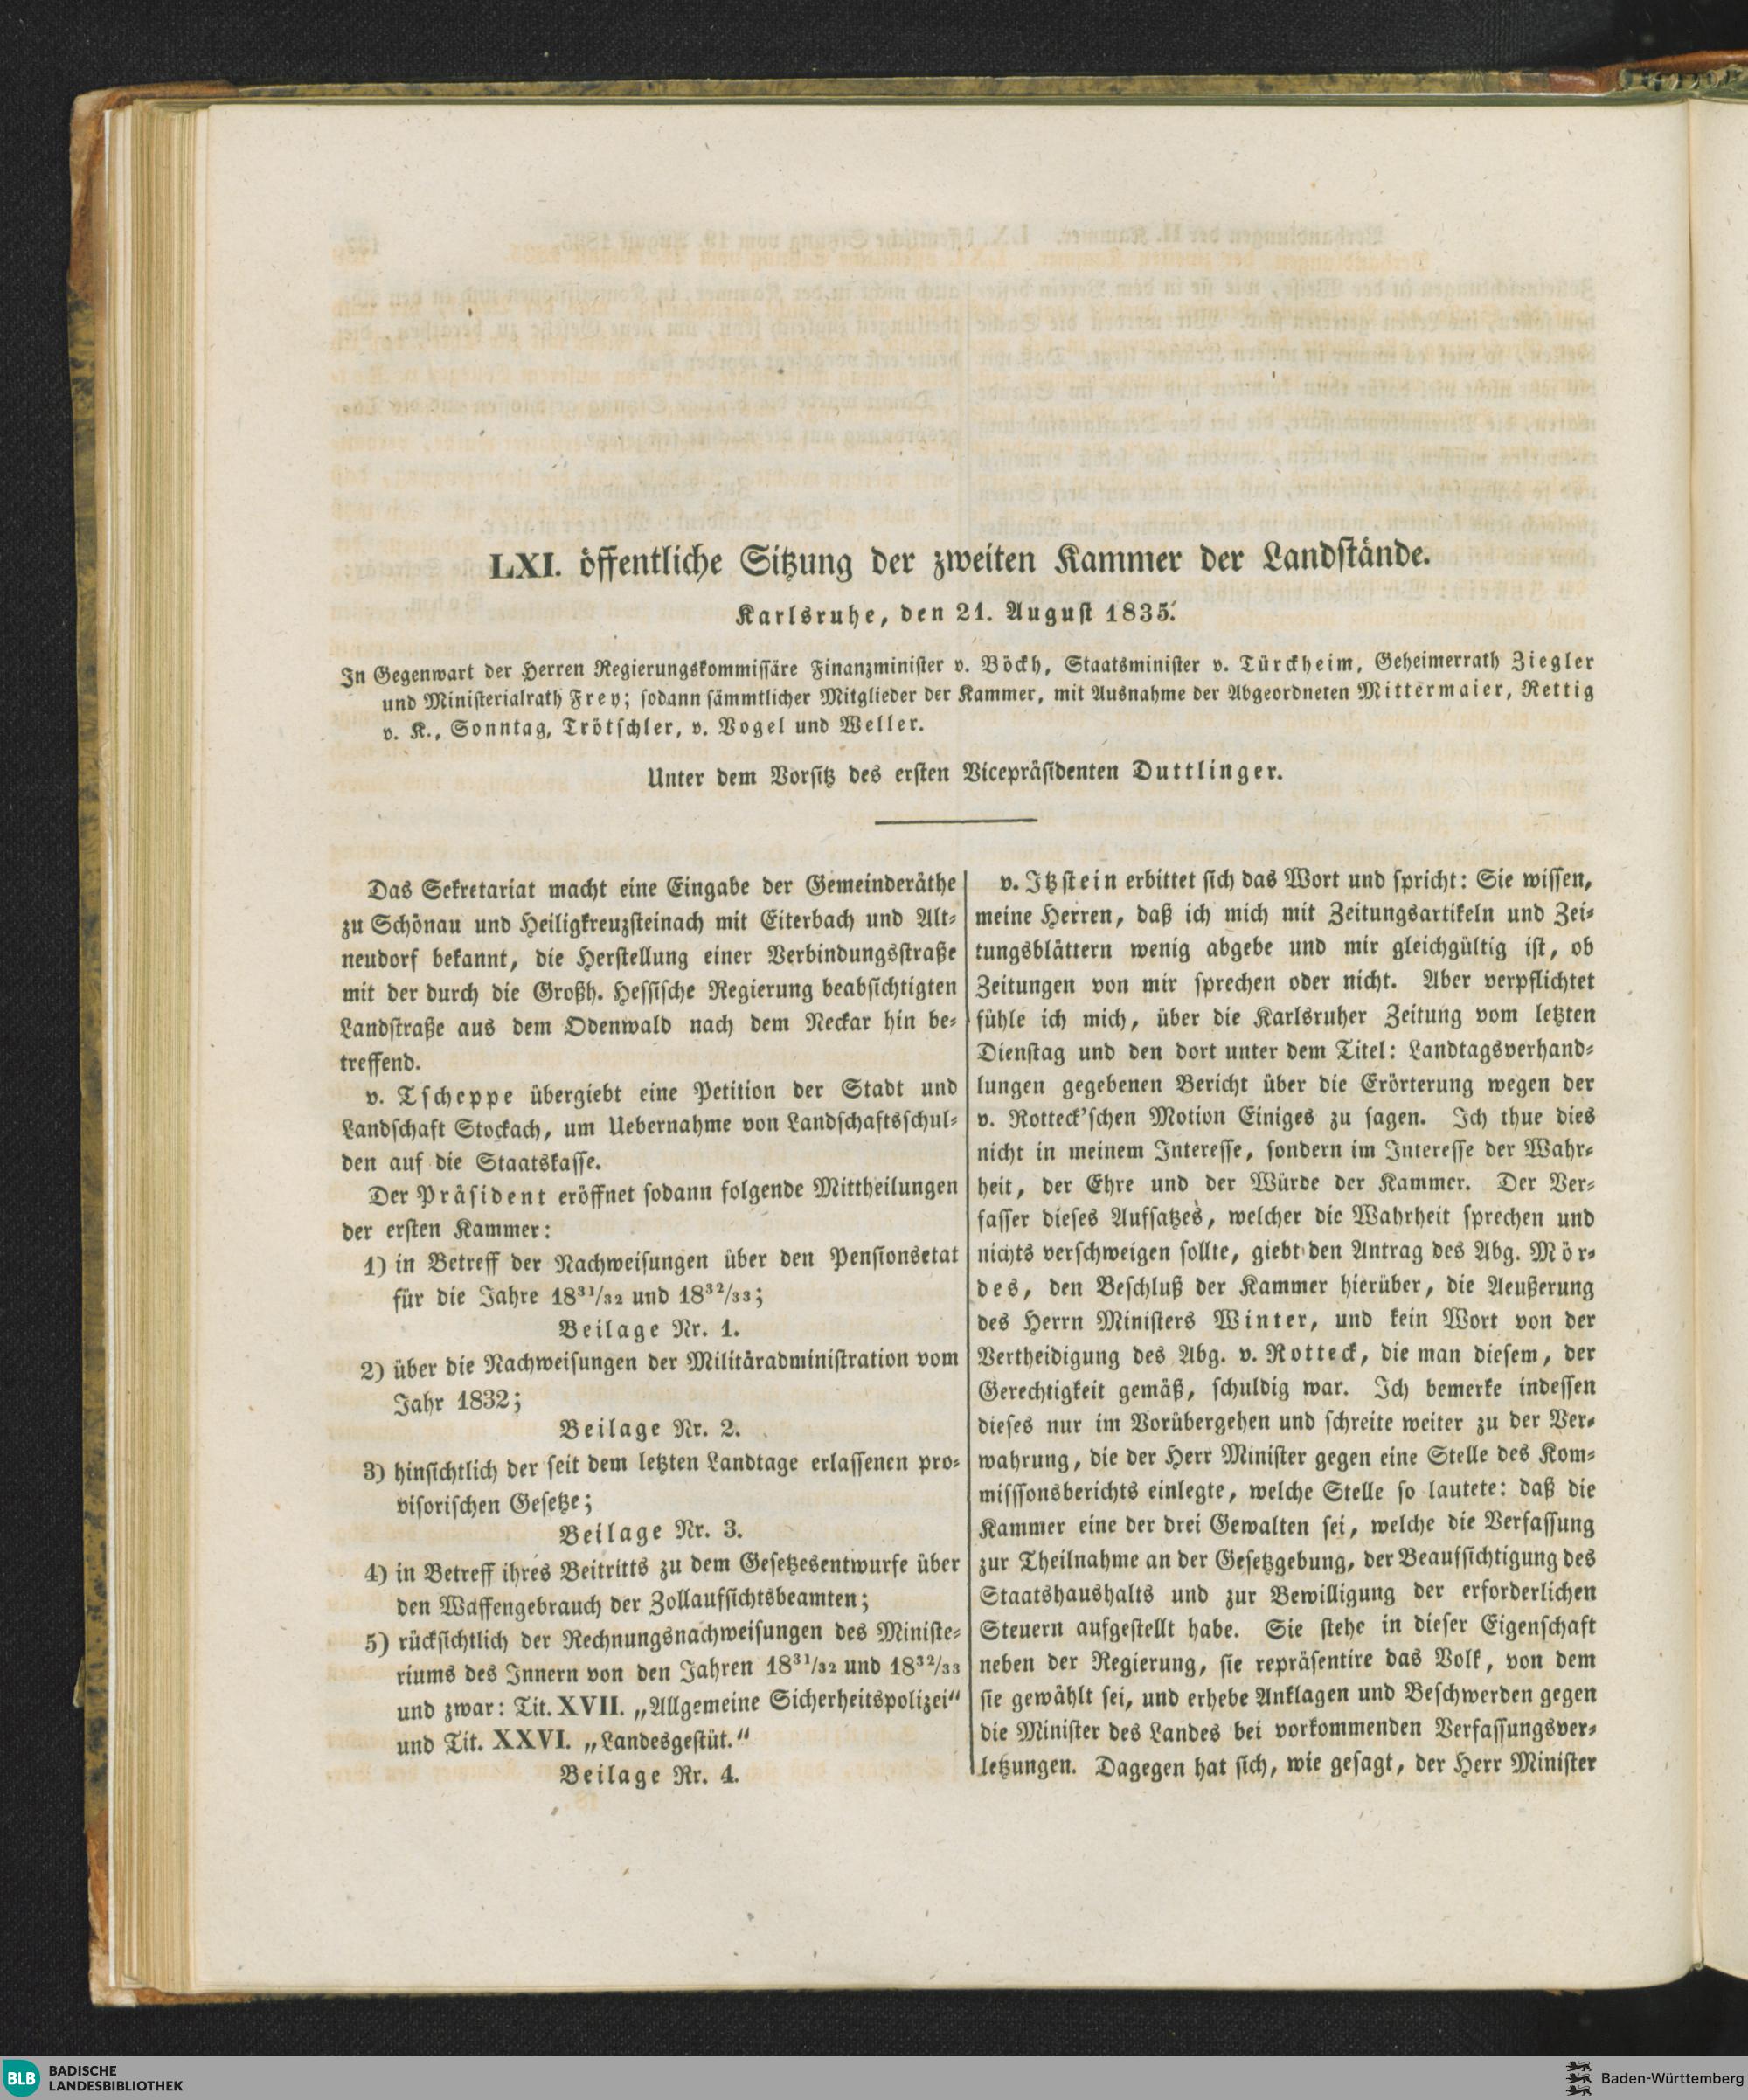 LXI. öffentliche Sitzung der zweiten Kammer der Landstände.
Karlsruhe, den 21. August 1835.
In Gegenwart der Herren Regierungskommissäre Finanzminister v. Böckh, Staatsminister v. Türckheim, Geheimerrath Ziegler
und Ministerialrath Frey; sodann sämmtlicher Mitglieder der Kammer, mit Ausnahme der Abgeordneten Mittermaier, Rettig
v. K., Sonntag, Trötschler, v. Vogel und Weller.
Unter dem Vorsitz des ersten Vicepräsidenten Duttlinger.
Das Sekretariat macht eine Eingabe der Gemeinderäthe
zu Schönau und Heiligkreuzsteinach mit Eiterbach und Alt-
neudorf bekannt, die Herstellung einer Verbindungsstraße
mit der durch die Großh. Hessische Regierung beabsichtigten
Landstraße aus dem Odenwald nach dem Neckar hin be-
treffend.
v. Tscheppe übergiebt eine Petition der Stadt und
Landschaft Stockach, um Uebernahme von Landschaftsschul-
den auf die Staatskasse.
Der Präsident eröffnet sodann folgende Mittheilungen
der ersten Kammer:
1) in Betreff der Nachweisungen über den Pensionsetat
für die Jahre 18³¹/₃₂ und 18³²/₃₃;
Beilage Nr. 1.
2) über die Nachweisungen der Militäradministration vom
Jahr 1832;
Beilage Nr. 2.
3) hinsichtlich der seit dem letzten Landtage erlassenen pro-
visorischen Gesetze;
Beilage Nr. 3.
4) in Betreff ihres Beitritts zu dem Gesetzesentwurfe über
den Waffengebrauch der Zollaufsichtsbeamten;
5) rücksichtlich der Rechnungsnachweisungen des Ministe-
riums des Innern von den Jahren 18³¹/₃₂ und 18³²/₃₃
und zwar: Tit. XVII. „Allgemeine Sicherheitspolizei“
und Tit. XXVI. „Landesgestüt.“
Beilage Nr. 4.
v. Itzstein erbittet sich das Wort und spricht: Sie wissen,
meine Herren, daß ich mich mit Zeitungsartikeln und Zei-
tungsblättern wenig abgebe und mir gleichgültig ist, ob
Zeitungen von mir sprechen oder nicht. Aber verpflichtet
fühle ich mich, über die Karlsruher Zeitung vom letzten
Dienstag und den dort unter dem Titel: Landtagsverhand-
lungen gegebenen Bericht über die Erörterung wegen der
v. Rotteck'schen Motion Einiges zu sagen. Ich thue dies
nicht in meinem Interesse, sondern im Interesse der Wahr-
heit, der Ehre und der Würde der Kammer. Der Ver-
fasser dieses Aufsatzes, welcher die Wahrheit sprechen und
nichts verschweigen sollte, giebt den Antrag des Abg. Mör-
des, den Beschluß der Kammer hierüber, die Aeußerung
des Herrn Ministers Winter, und kein Wort von der
Vertheidigung des Abg. v. Rotteck, die man diesem, der
Gerechtigkeit gemäß, schuldig war. Ich bemerke indessen
dieses nur im Vorübergehen und schreite weiter zu der Ver-
wahrung, die der Herr Minister gegen eine Stelle des Kom-
misssonsberichts einlegte, welche Stelle so lautete: daß die
Kammer eine der drei Gewalten sei, welche die Verfassung
zur Theilnahme an der Gesetzgebung, der Beaufsichtigung des
Staatshaushalts und zur Bewilligung der erforderlichen
Steuern aufgestellt habe. Sie stehe in dieser Eigenschaft
neben der Regierung, sie repräsentire das Volk, von dem
sie gewählt sei, und erhebe Anklagen und Beschwerden gegen
die Minister des Landes bei vorkommenden Verfassungsver-
letzungen. Dagegen hat sich, wie gesagt, der Herr Minister
BLB BADISCHE
LANDESBIBLIOTHEK
Baden-Württemberg